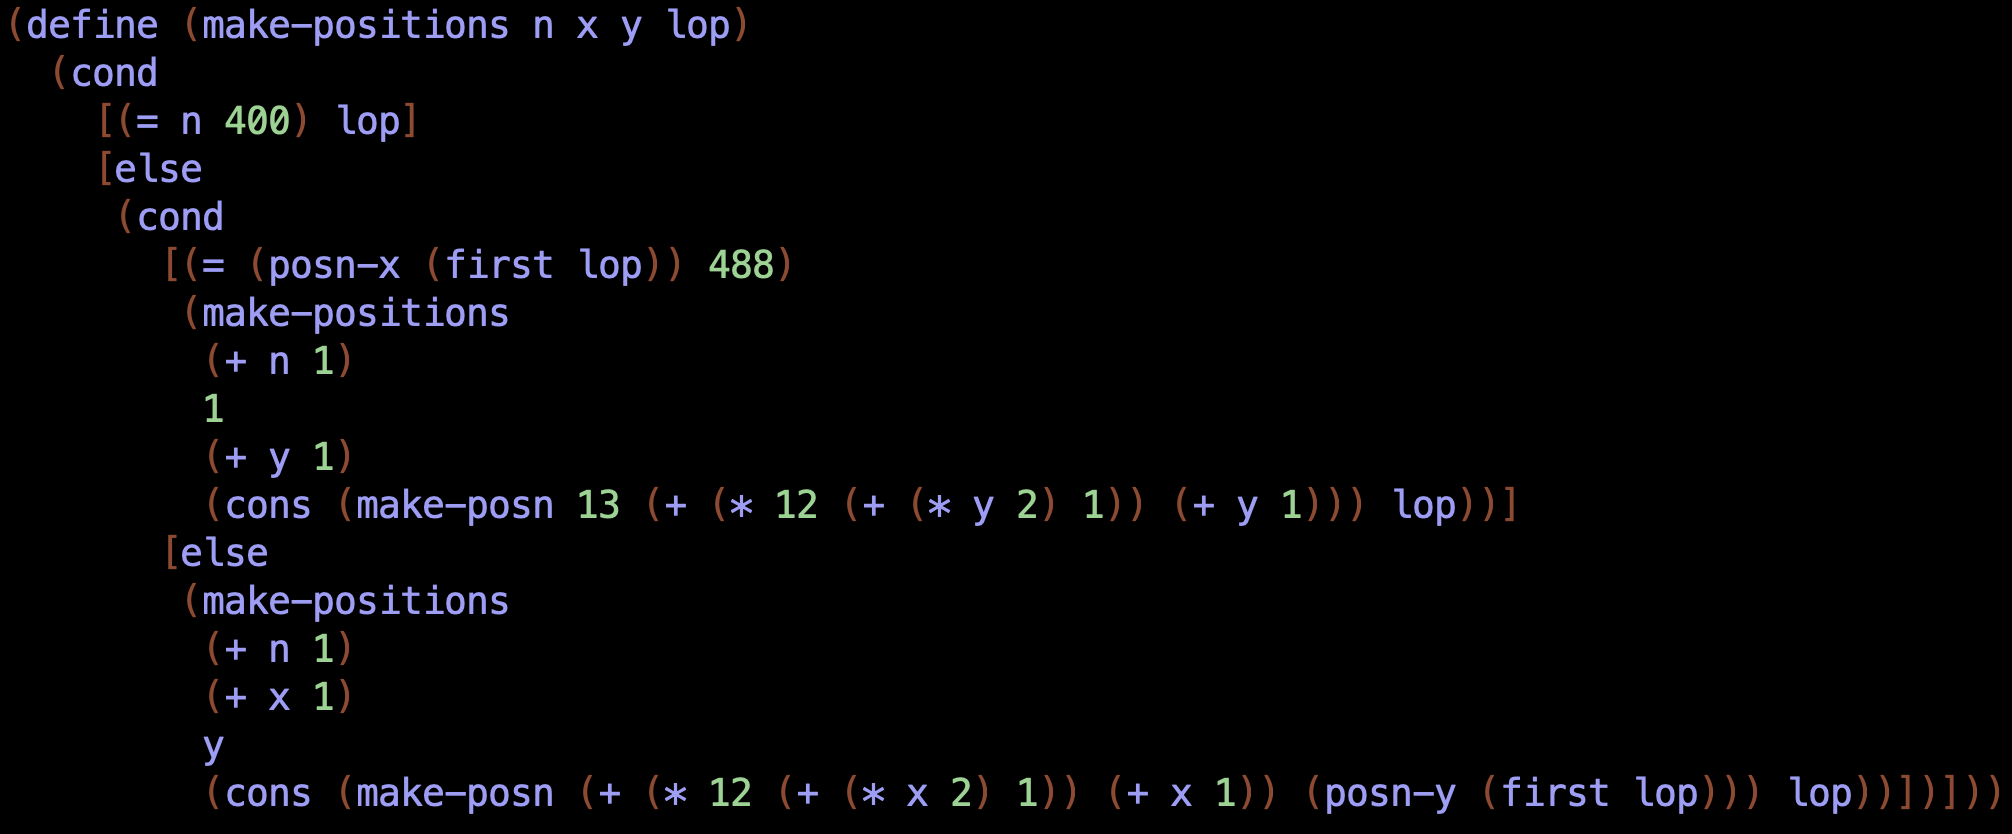 (define (make-positions n x y lop)
  (cond
    [(= n 400) lop]
    [else
     (cond
       [(= (posn-x (first lop)) 488)
        (make-positions
         (+ n 1)
         1
         (+ y 1)
         (cons (make-posn 13 (+ (* 12 (+ (* y 2) 1)) (+ y 1))) lop))]
       [else
        (make-positions
         (+ n 1)
         (+ x 1)
         y
         (cons (make-posn (+ (* 12 (+ (* x 2) 1)) (+ x 1)) (posn-y (first lop))) lop))])]))